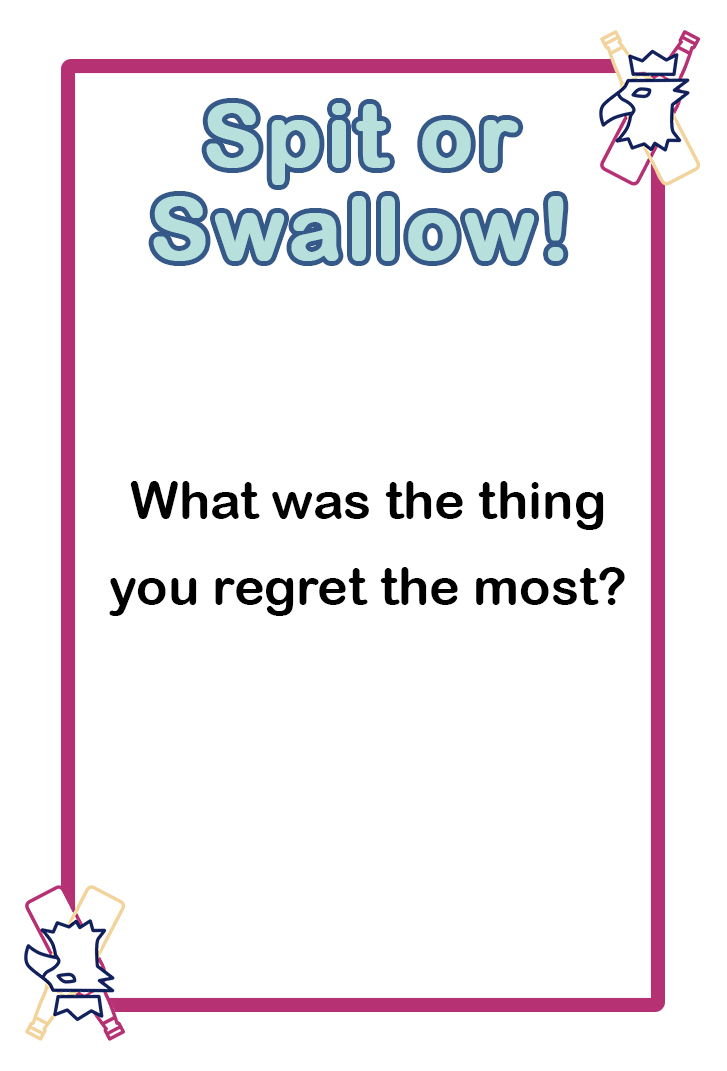 Spit or
Swallow!
What was the thing
you regret the most?